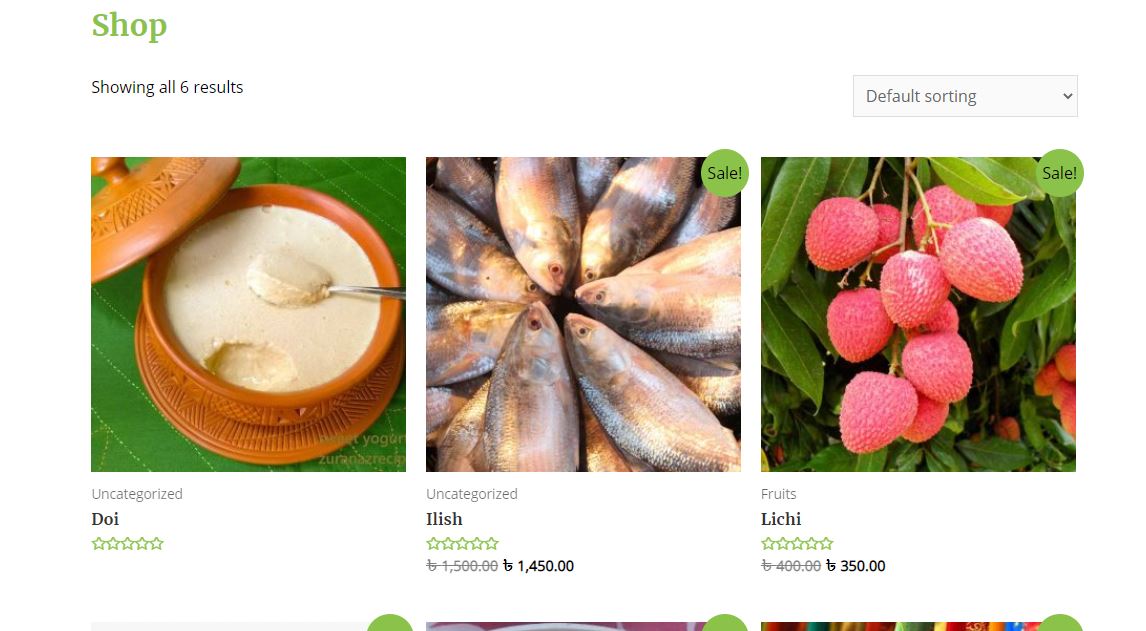 Shop
Showing all 6 results
Default sorting
Sale!
Sale!
sweet yogurt
zuranazrecip
Uncategorized
Uncategorized
Fruits
Doi
Ilish
Lichi
৳ 1,500.00 ৳ 1,450.00
৳ 400.00 ৳ 350.00